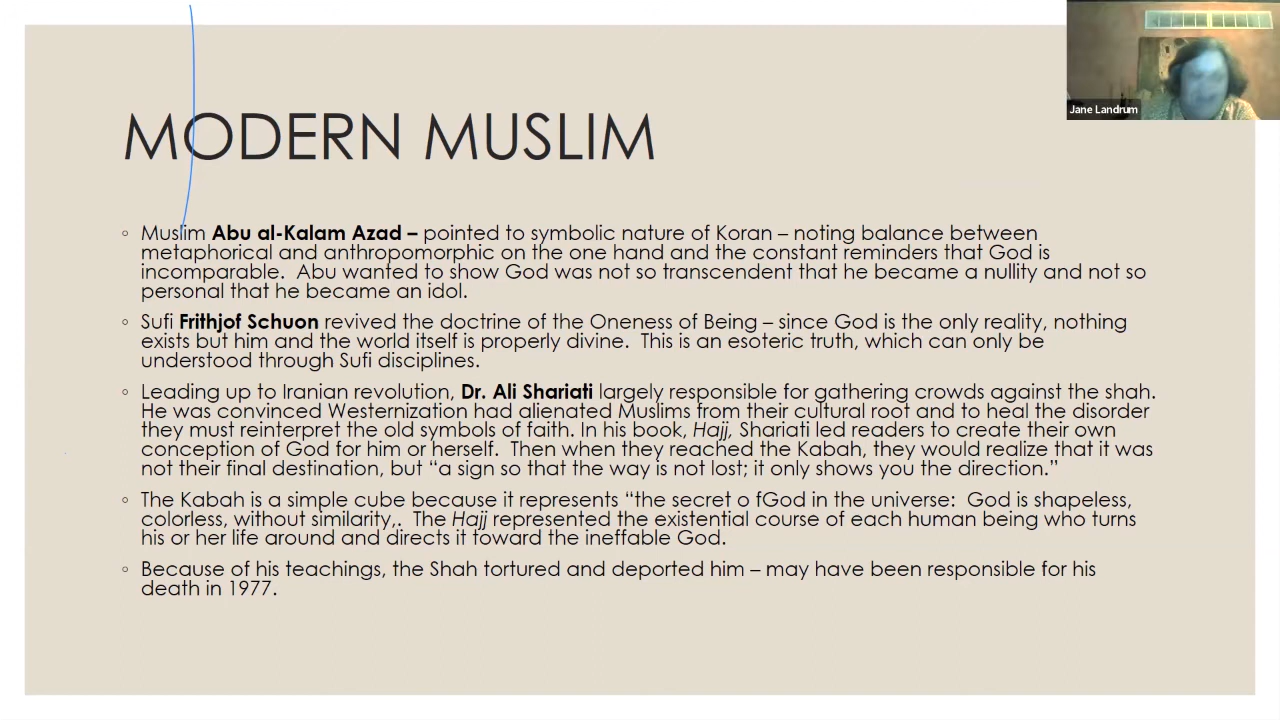 Jane Landrum
MODERN MUSLIM
◦ Muslim Abu al-Kalam Azad – pointed to symbolic nature of Koran – noting balance between
metaphorical and anthropomorphic on the one hand and the constant reminders that God is
incomparable.  Abu wanted to show God was not so transcendent that he became a nullity and not so
personal that he became an idol.
◦ Sufi Frithjof Schuon revived the doctrine of the Oneness of Being – since God is the only reality, nothing
exists but him and the world itself is properly divine.  This is an esoteric truth, which can only be
understood through Sufi disciplines.
◦ Leading up to Iranian revolution, Dr. Ali Shariati largely responsible for gathering crowds against the shah.
He was convinced Westernization had alienated Muslims from their cultural root and to heal the disorder
they must reinterpret the old symbols of faith. In his book, Hajj, Shariati led readers to create their own
conception of God for him or herself.  Then when they reached the Kabah, they would realize that it was
not their final destination, but “a sign so that the way is not lost; it only shows you the direction.”
◦ The Kabah is a simple cube because it represents “the secret o fGod in the universe:  God is shapeless,
colorless, without similarity,.  The Hajj represented the existential course of each human being who turns
his or her life around and directs it toward the ineffable God.
◦ Because of his teachings, the Shah tortured and deported him – may have been responsible for his
death in 1977.